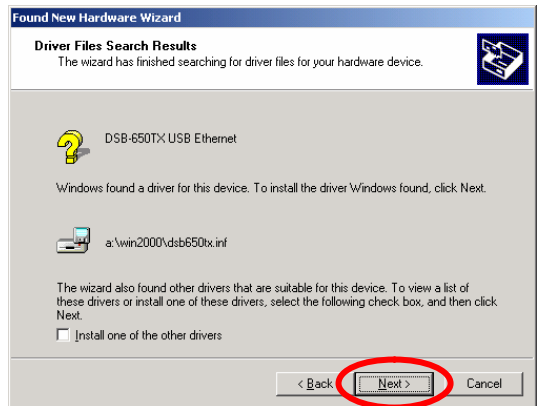 Found New Hardware Wizard
Driver Files Search Results
The wizard has finished searching for driver files for your hardware device.
DSB-650TX USB Ethernet
Windows found a driver for this device. To install the driver Windows found, click Next.
a:\win2000\dsb650tx.inf
The wizard also found other drivers that are suitable for this device. To view a list of
these drivers or install one of these drivers, select the following check box, and then click
Next.
Install one of the other drivers
< Back
Next >
Cancel